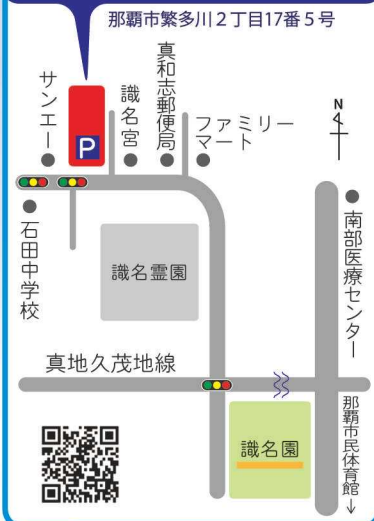 那覇市繁多川2丁目17番5号
サンエー
P
識名宮
真和志郵便局
ファミリー
マート
N
石田中学校
識名霊園
南部医療センター
真地久茂地線
識名園
那覇市民体育館→